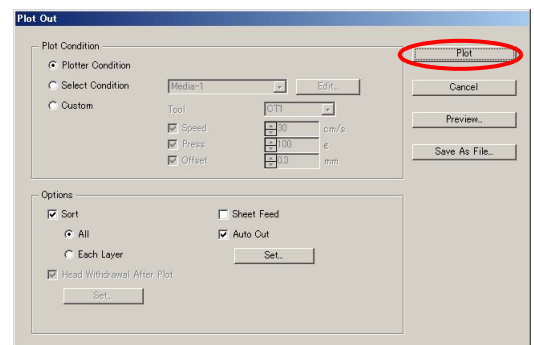 Plot Out
Plot Condition
Plotter Condition
Select Condition
Media-1
Edit...
Custom
Tool
CT1
Speed
30
cm/s
Press
100
g
Offset
0.3
mm
Plot
Cancel
Preview...
Save As File...
Options
Sort
All
Each Layer
Head Withdrawal After Plot
Set...
Sheet Feed
Auto Cut
Set...